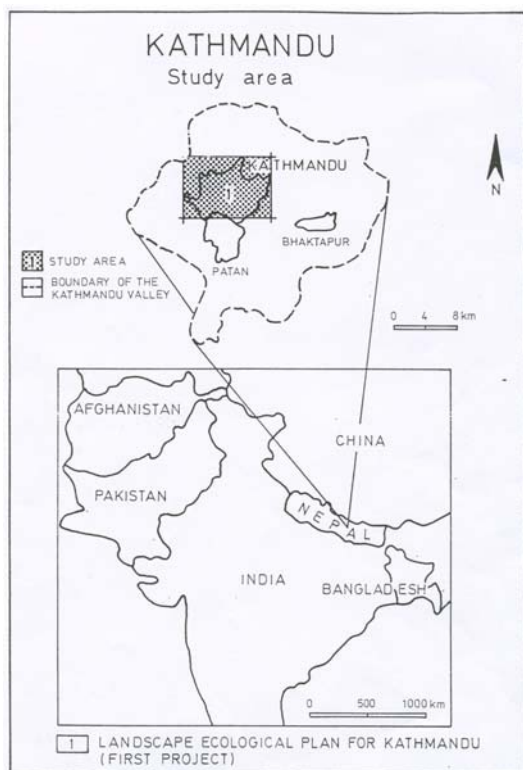 KATHMANDU
Study area
KATHMANDU
1
N
BHAKTAPUR
PATAN
1 STUDY AREA
BOUNDARY OF THE
KATHMANDU VALLEY
0 4 8 km
AFGHANISTAN
CHINA
PAKISTAN
NEPAL
INDIA
BANGLADESH
0 500 1000 km
1 LANDSCAPE ECOLOGICAL PLAN FOR KATHMANDU
(FIRST PROJECT)